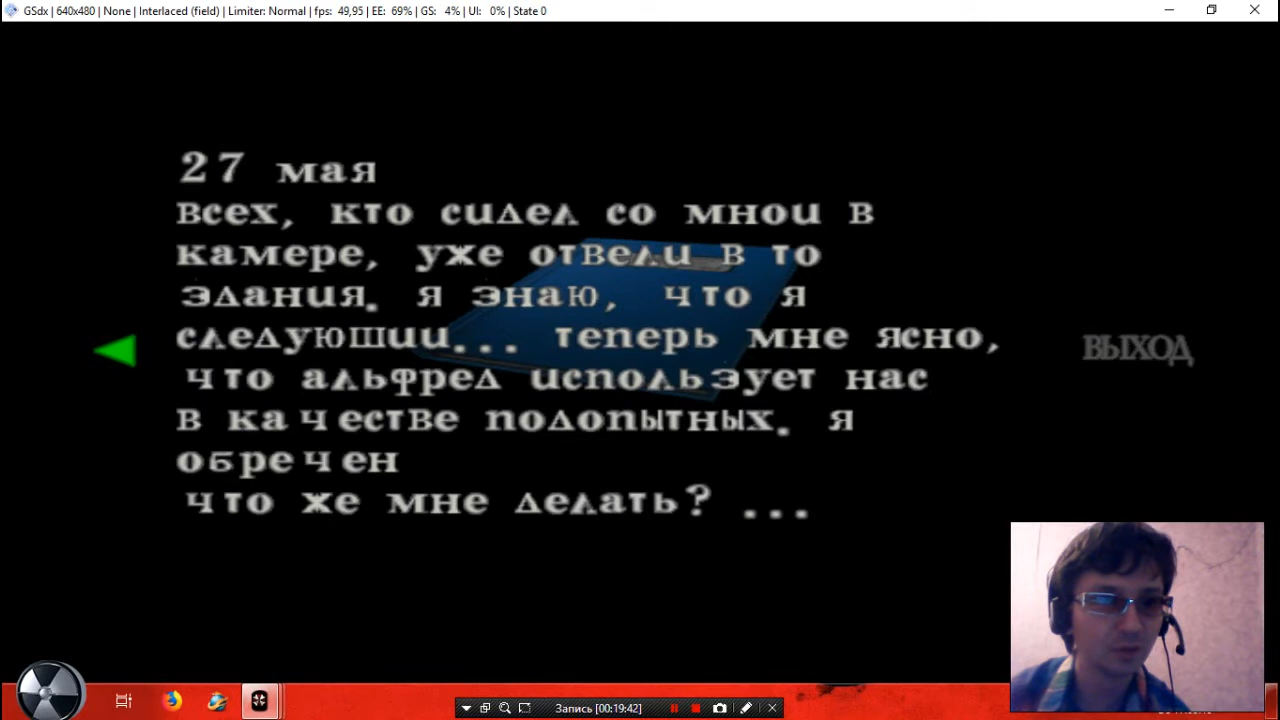 GSdx | 640x480 | None | Interlaced (field) | Limiter: Normal | fps: 49,95 | EE: 69% | GS: 4% | UI: 0% | State 0
27 мая
всех, кто сидел со мнои в
камере, уже отвели в то
здания. я знаю, что я
следуюшии... теперь мне ясно,
что альфред использует нас
в качестве подопытных. я
обречен
что же мне делать? ...
ВЫХОД
Запись [00:19:42]